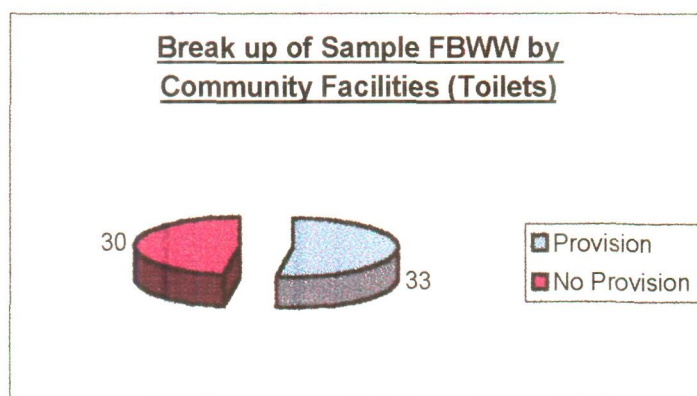 Break up of Sample FBWW by
Community Facilities (Toilets)
30
33
Provision
No Provision